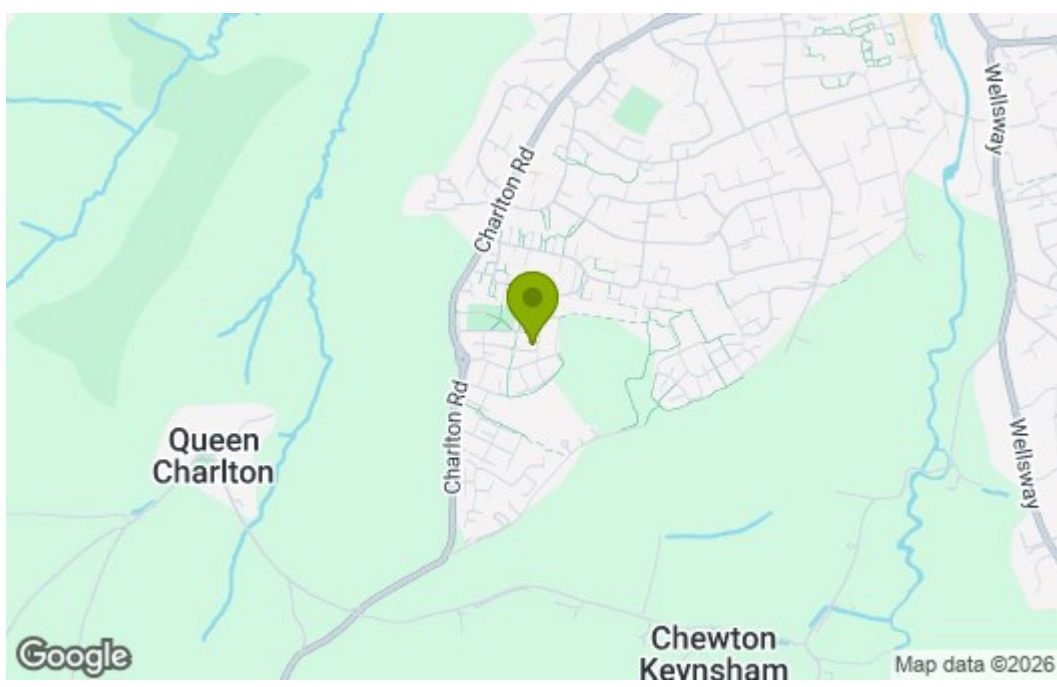 Wellsway
Charlton Rd
Charlton Rd
Queen
Charlton
Wellsway
Chewton
Keynsham
Google
Map data ©2026